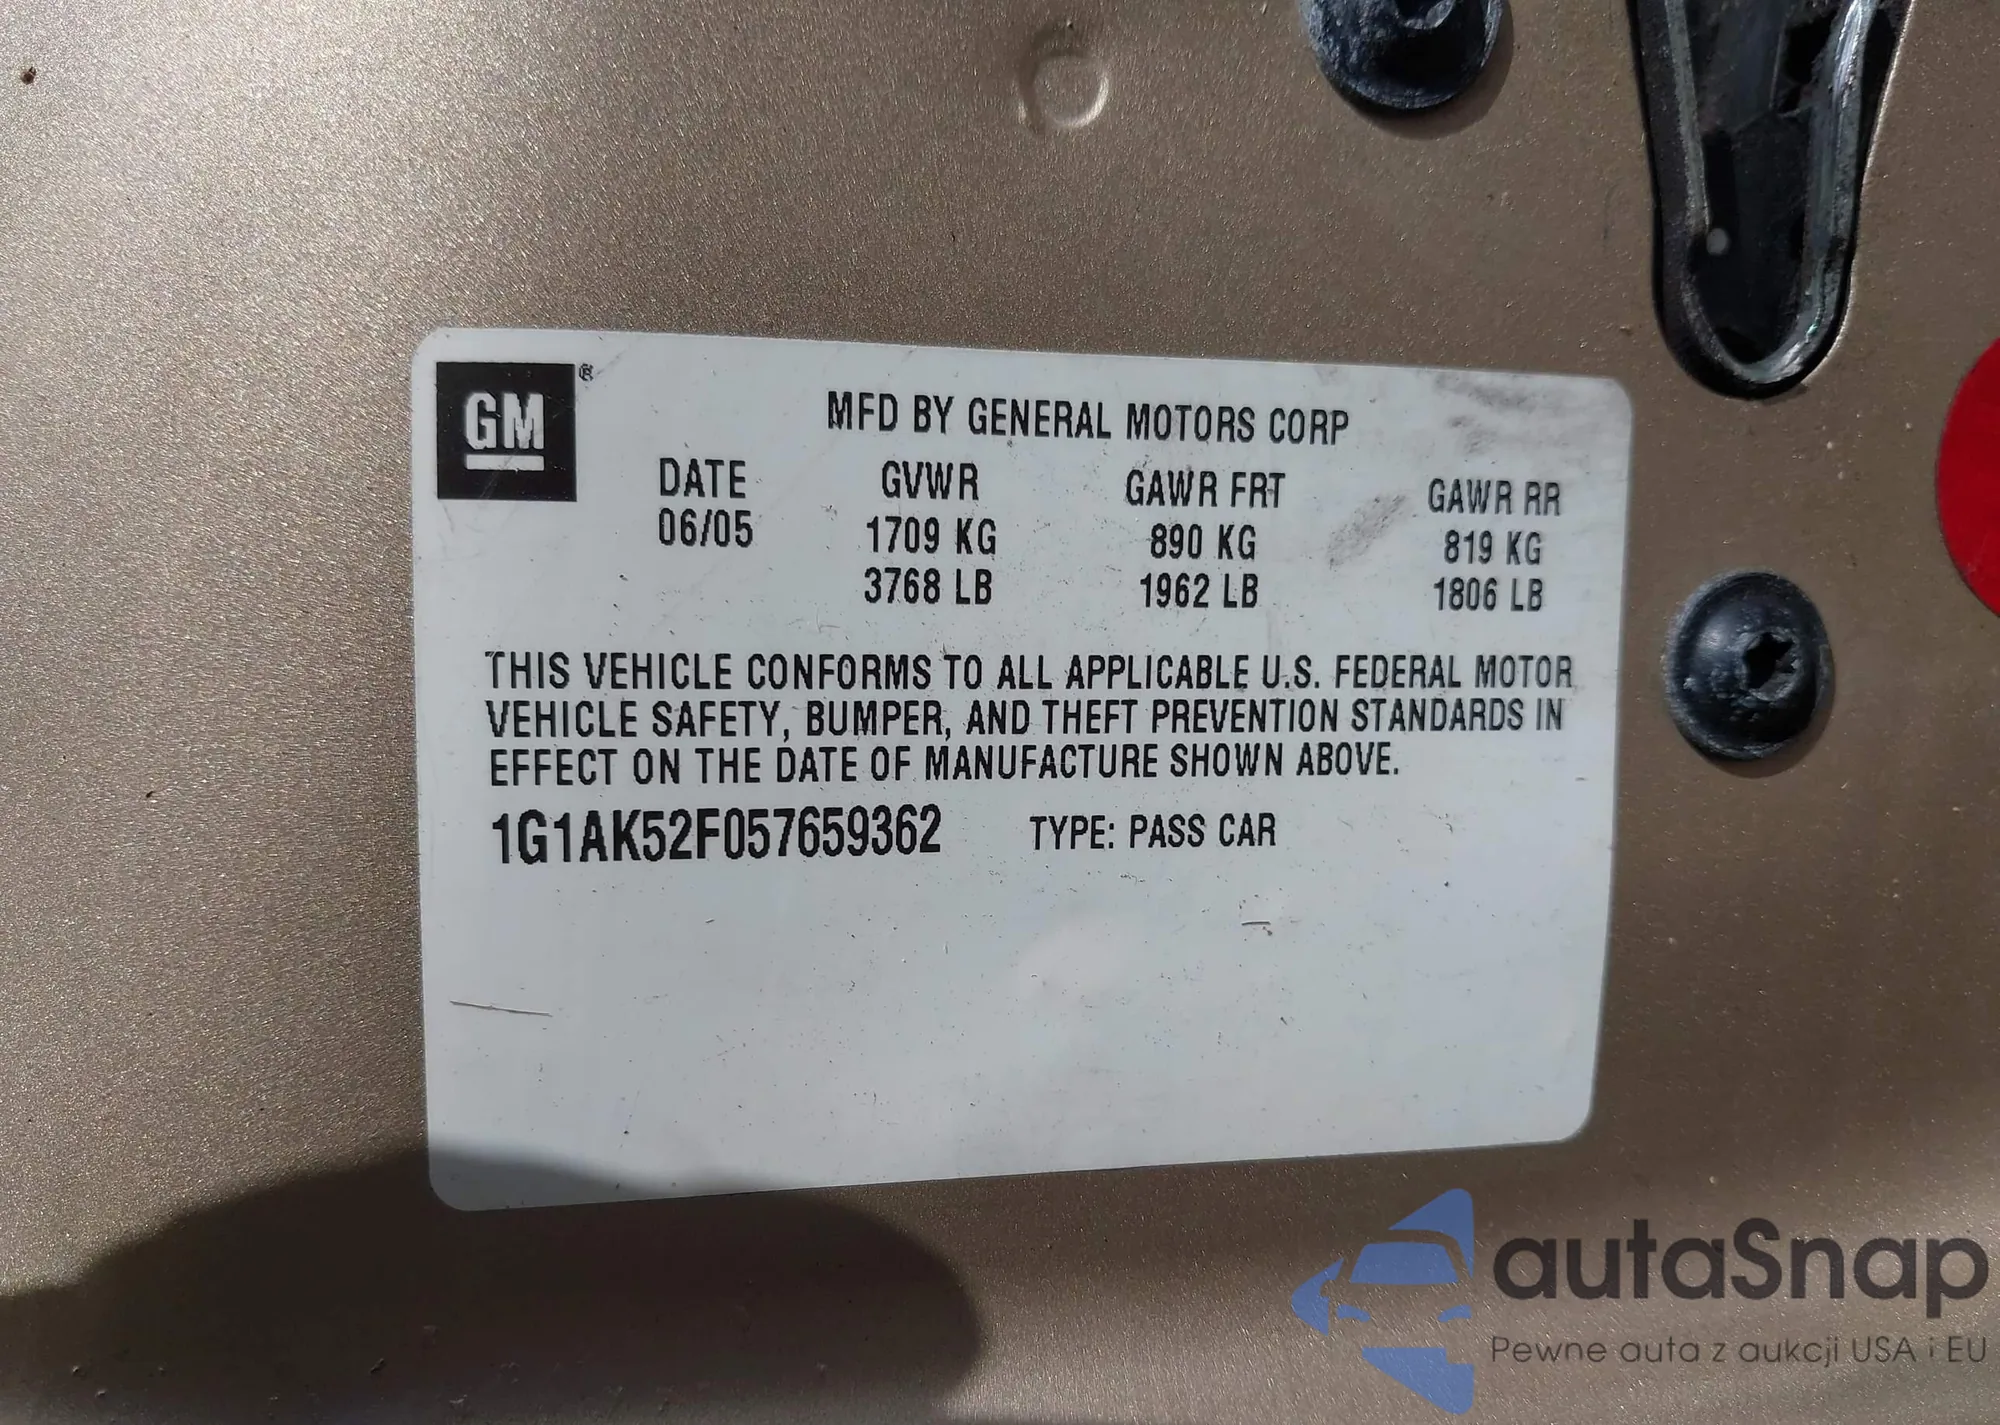 GM ®
MFD BY GENERAL MOTORS CORP
DATE GVWR GAWR FRT GAWR RR
06/05 1709 KG 890 KG 819 KG
3768 LB 1962 LB 1806 LB
THIS VEHICLE CONFORMS TO ALL APPLICABLE U.S. FEDERAL MOTOR
VEHICLE SAFETY, BUMPER, AND THEFT PREVENTION STANDARDS IN
EFFECT ON THE DATE OF MANUFACTURE SHOWN ABOVE.
1G1AK52F057659362 TYPE: PASS CAR
autaSnap
Pewne auta z aukcji USA i EU